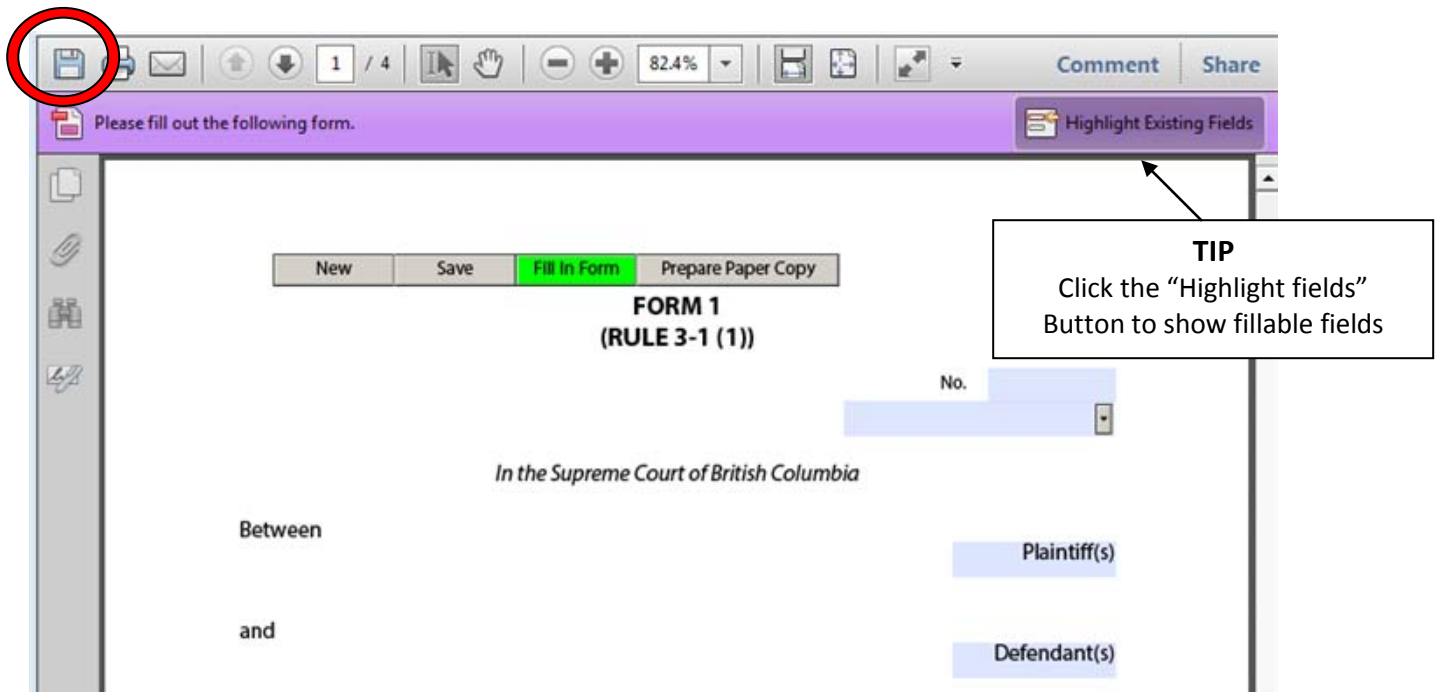 1 / 4 82.4% Comment Share
Please fill out the following form. Highlight Existing Fields
TIP
Click the “Highlight fields”
Button to show fillable fields
New Save Fill In Form Prepare Paper Copy
FORM 1
(RULE 3-1 (1))
No.
In the Supreme Court of British Columbia
Between
Plaintiff(s)
and
Defendant(s)